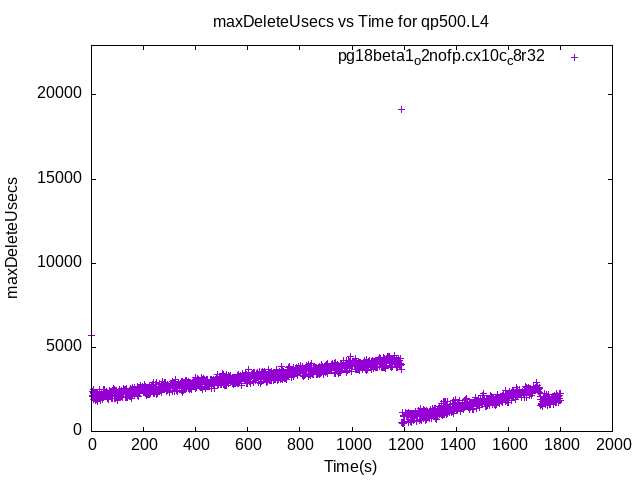 maxDeleteUsecs vs Time for qp500.L4
pg18beta1o2nofp.cx10cc8r32
20000
15000
10000
5000
0
maxDeleteUsecs
0 200 400 600 800 1000 1200 1400 1600 1800 2000
Time(s)